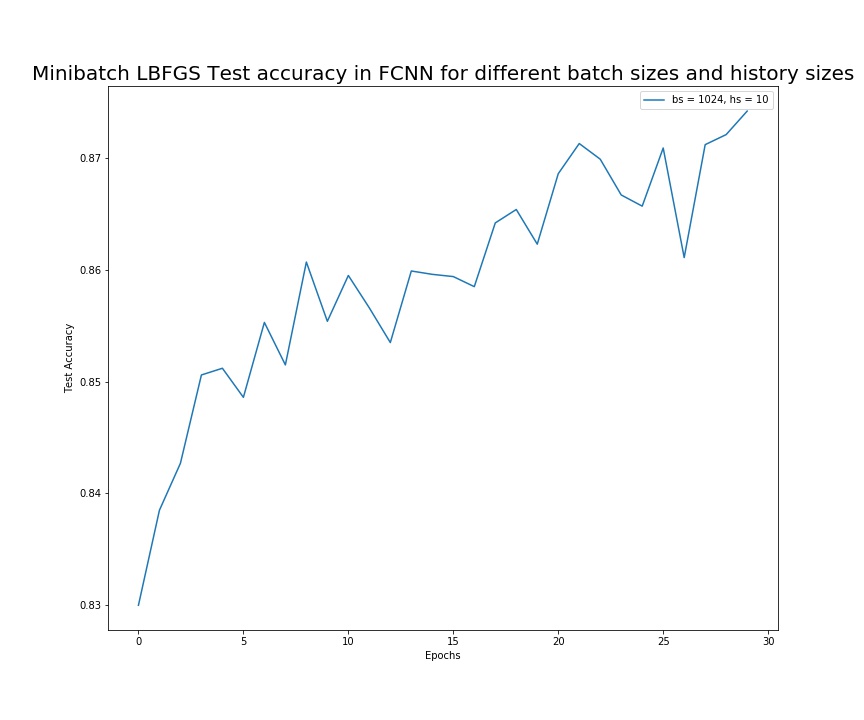 Minibatch LBFGS Test accuracy in FCNN for different batch sizes and history sizes
bs = 1024, hs = 10
0.87
0.86
0.85
0.84
0.83
Test Accuracy
0 5 10 15 20 25 30
Epochs